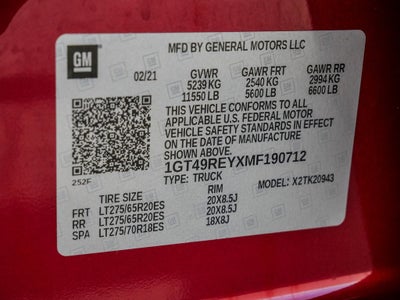 GM
MFD BY GENERAL MOTORS LLC
02/21
GVWR GAWR FRT GAWR RR
5239 KG 2540 KG 2994 KG
11550 LB 5600 LB 6600 LB
THIS VEHICLE CONFORMS TO ALL
APPLICABLE U.S. FEDERAL MOTOR
VEHICLE SAFETY STANDARDS IN
EFFECT ON THE DATE OF
MANUFACTURE SHOWN ABOVE.
1GT49REYXMF190712
TYPE: TRUCK MODEL: X2TK20943
252F
TIRE SIZE RIM
FRT LT275/65R20ES 20X8.5J
RR LT275/65R20ES 20X8.5J
SPA LT275/70R18ES 18X8J